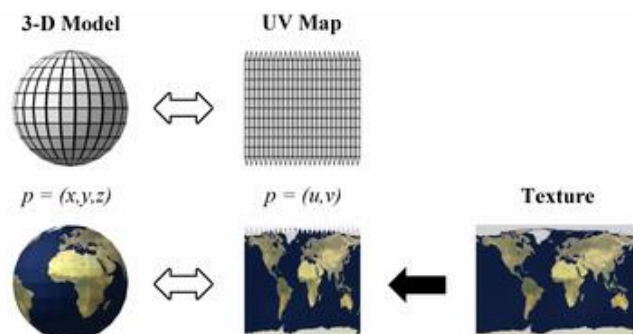 3-D Model
UV Map
p = (x,y,z)
p = (u,v)
Texture